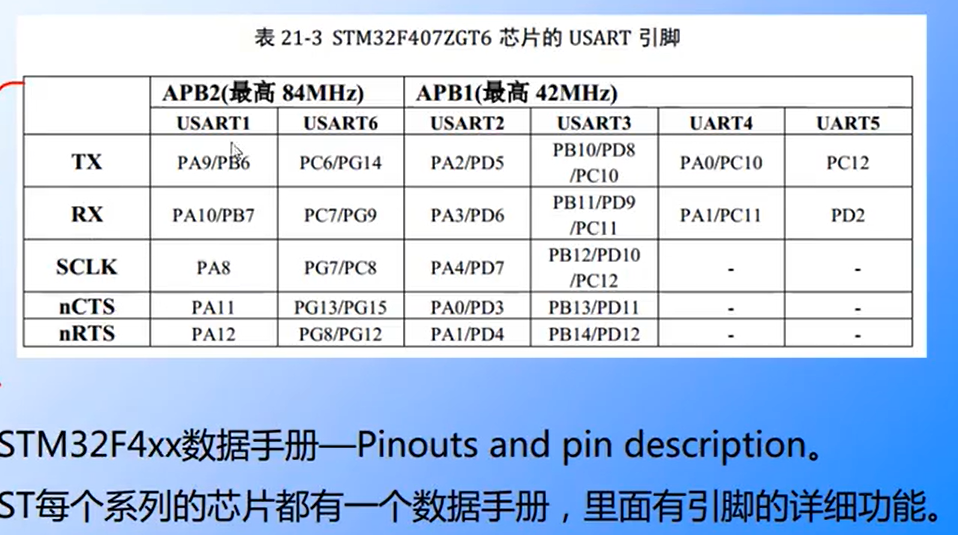 表 21-3 STM32F407ZGT6 芯片的 USART 引脚
APB2(最高 84MHz) APB1(最高 42MHz)
USART1 USART6 USART2 USART3 UART4 UART5
TX PA9/PB6 PC6/PG14 PA2/PD5 PB10/PD8/PC10 PA0/PC10 PC12
RX PA10/PB7 PC7/PG9 PA3/PD6 PB11/PD9/PC11 PA1/PC11 PD2
SCLK PA8 PG7/PC8 PA4/PD7 PB12/PD10/PC12 - -
nCTS PA11 PG13/PG15 PA0/PD3 PB13/PD11 - -
nRTS PA12 PG8/PG12 PA1/PD4 PB14/PD12 - -
STM32F4xx数据手册—Pinouts and pin description。
ST每个系列的芯片都有一个数据手册，里面有引脚的详细功能。